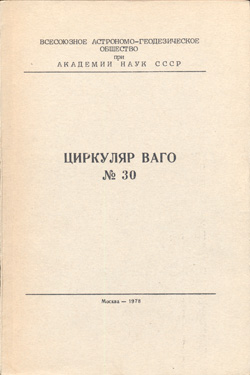 ВСЕСОЮЗНОЕ АСТРОНОМО-ГЕОДЕЗИЧЕСКОЕ
ОБЩЕСТВО
при
АКАДЕМИИ НАУК СССР
ЦИРКУЛЯР ВАГО
№ 30
Москва — 1978